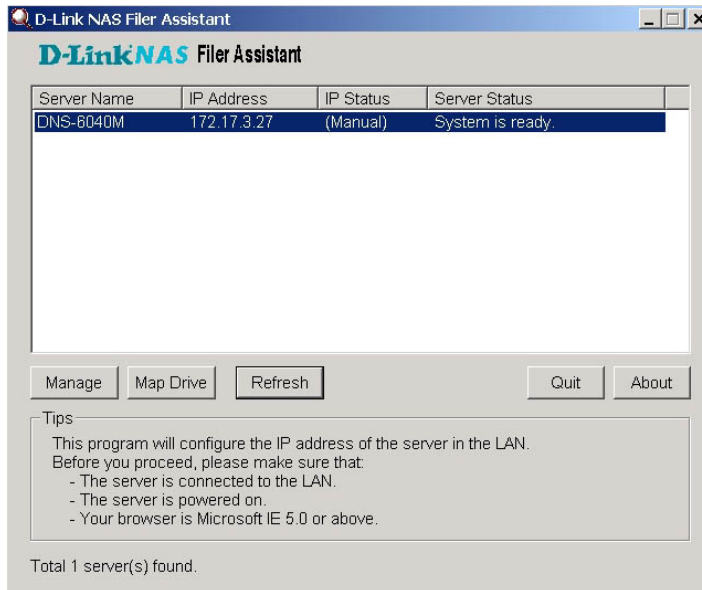 D-Link NAS Filer Assistant
D-Link NAS Filer Assistant
Server Name IP Address IP Status Server Status
DNS-6040M 172.17.3.27 (Manual) System is ready.
Manage Map Drive Refresh Quit About
Tips
This program will configure the IP address of the server in the LAN.
Before you proceed, please make sure that:
- The server is connected to the LAN.
- The server is powered on.
- Your browser is Microsoft IE 5.0 or above.
Total 1 server(s) found.